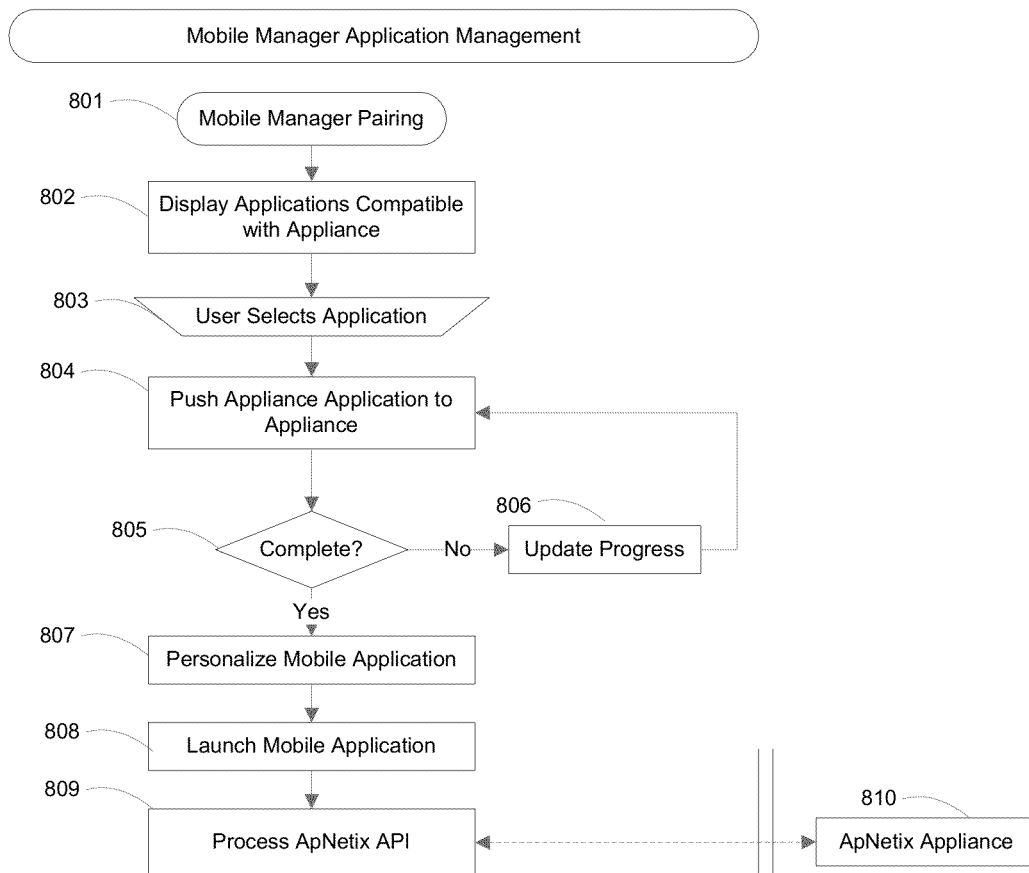 Mobile Manager Application Management
801
Mobile Manager Pairing
802
Display Applications Compatible
with Appliance
803
User Selects Application
804
Push Appliance Application to
Appliance
805
Complete?
No
806
Update Progress
Yes
807
Personalize Mobile Application
808
Launch Mobile Application
809
Process ApNetix API
810
ApNetix Appliance